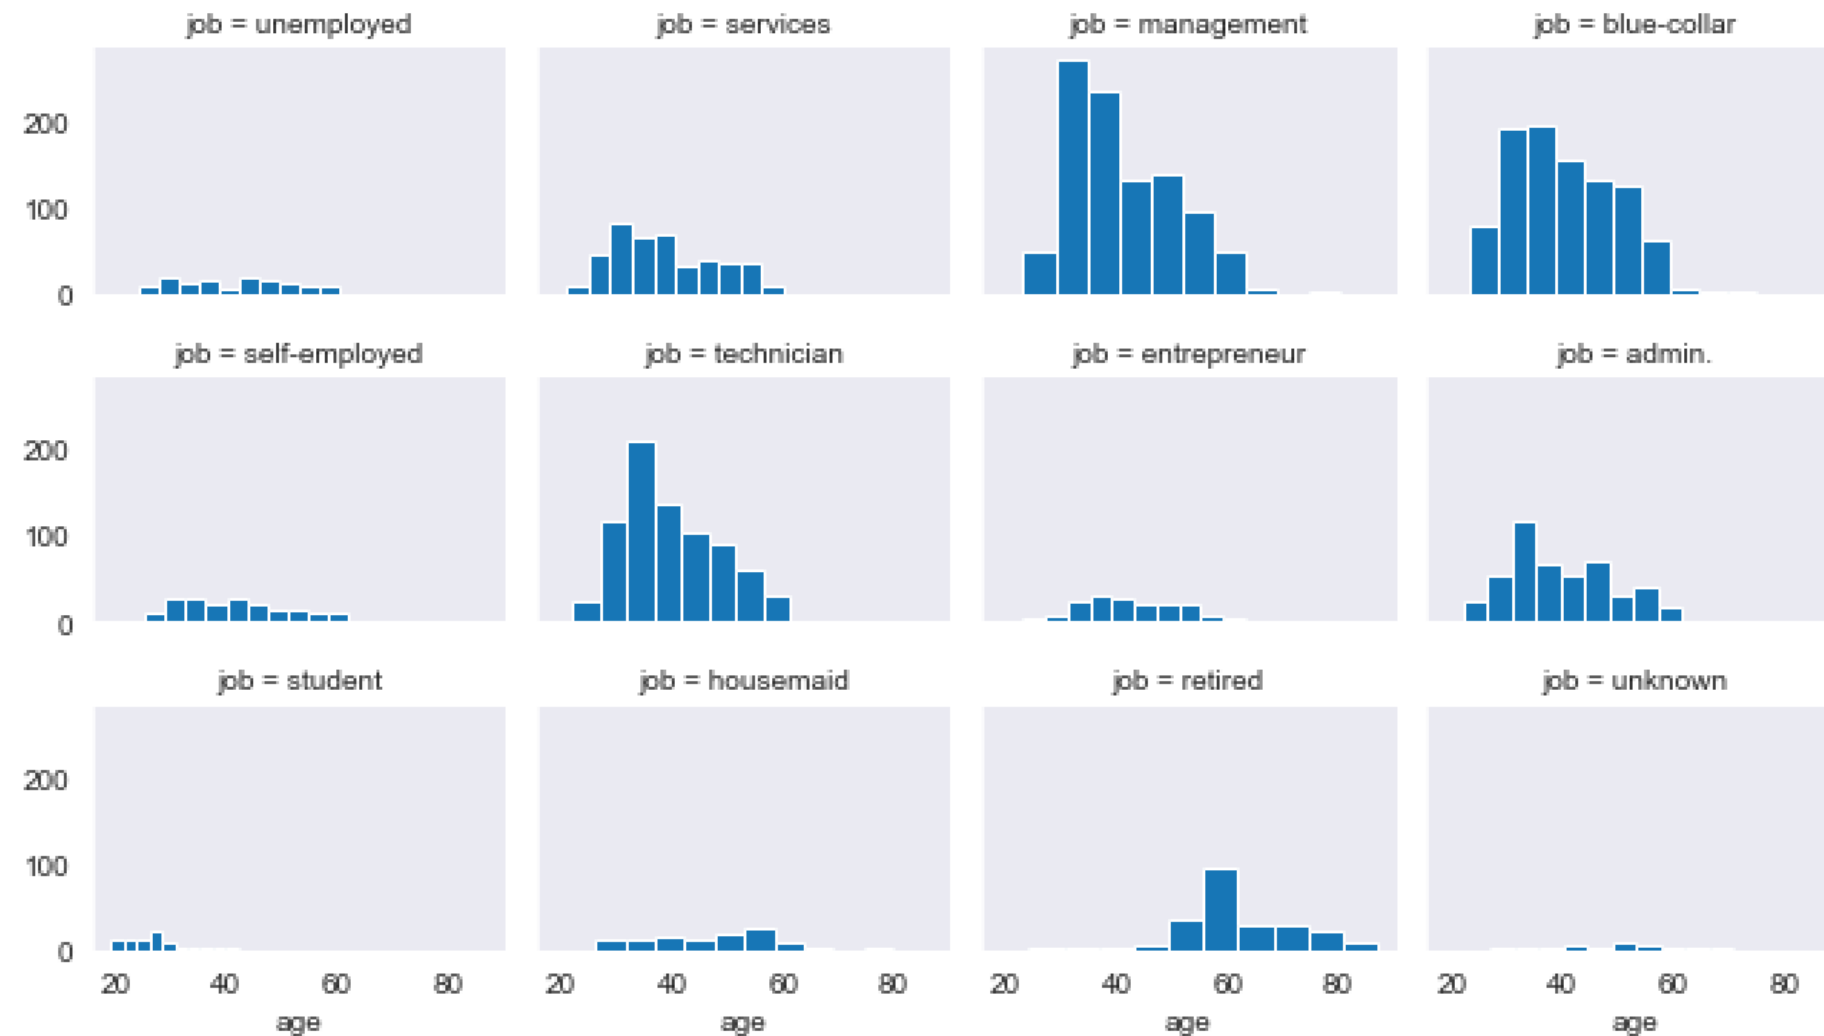 job = unemployed job = services job = management job = blue-collar
200
100
0
job = self-employed job = technician job = entrepreneur job = admin.
200
100
0
job = student job = housemaid job = retired job = unknown
200
100
0
20 40 60 80 20 40 60 80 20 40 60 80 20 40 60 80
age age age age